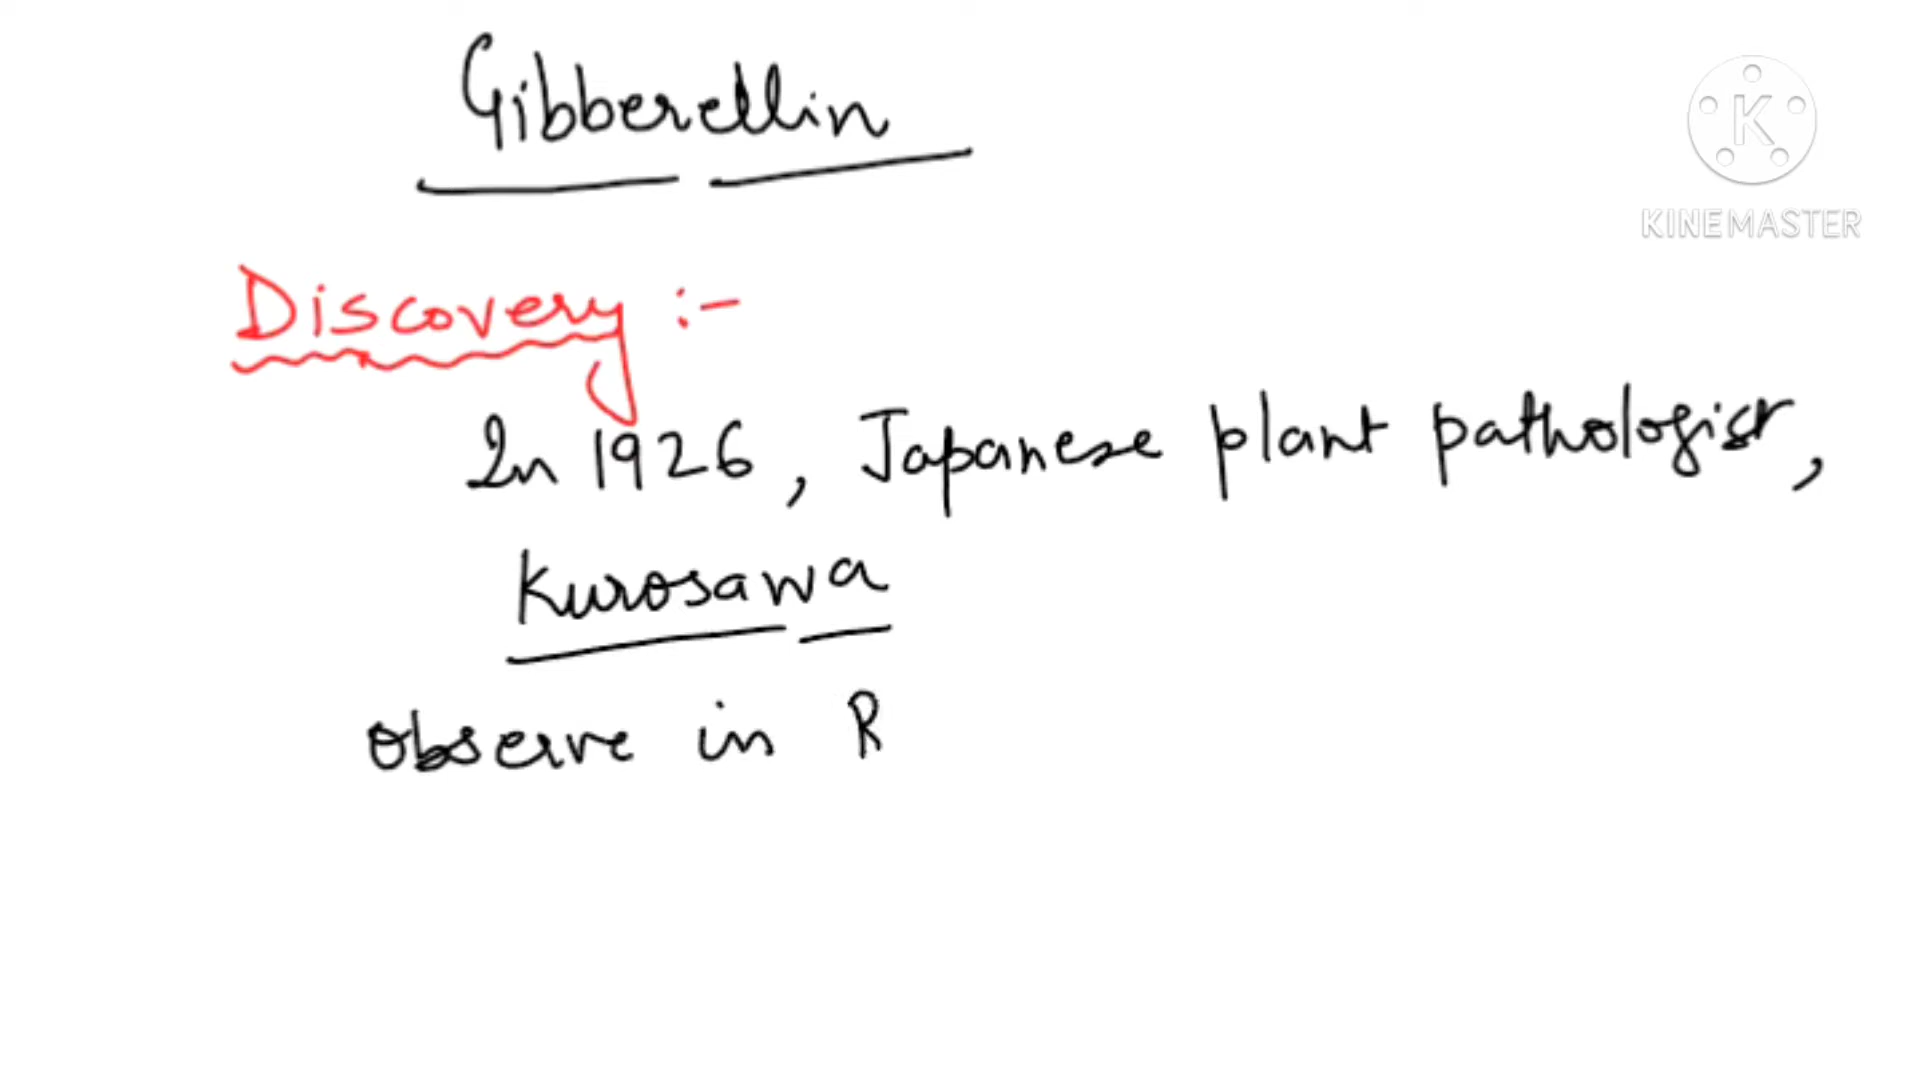 Gibberellin
K
KINEMASTER
Discovery :-
In 1926, Japanese plant pathologist,
Kurosawa
observe in R